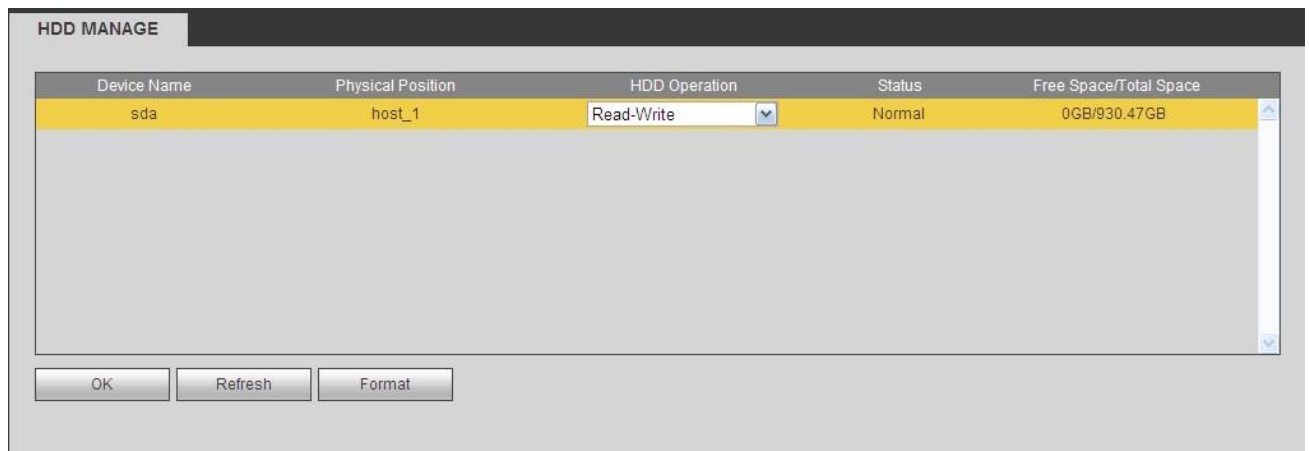 HDD MANAGE
Device Name Physical Position HDD Operation Status Free Space/Total Space
sda host_1 Read-Write Normal 0GB/930.47GB
OK Refresh Format